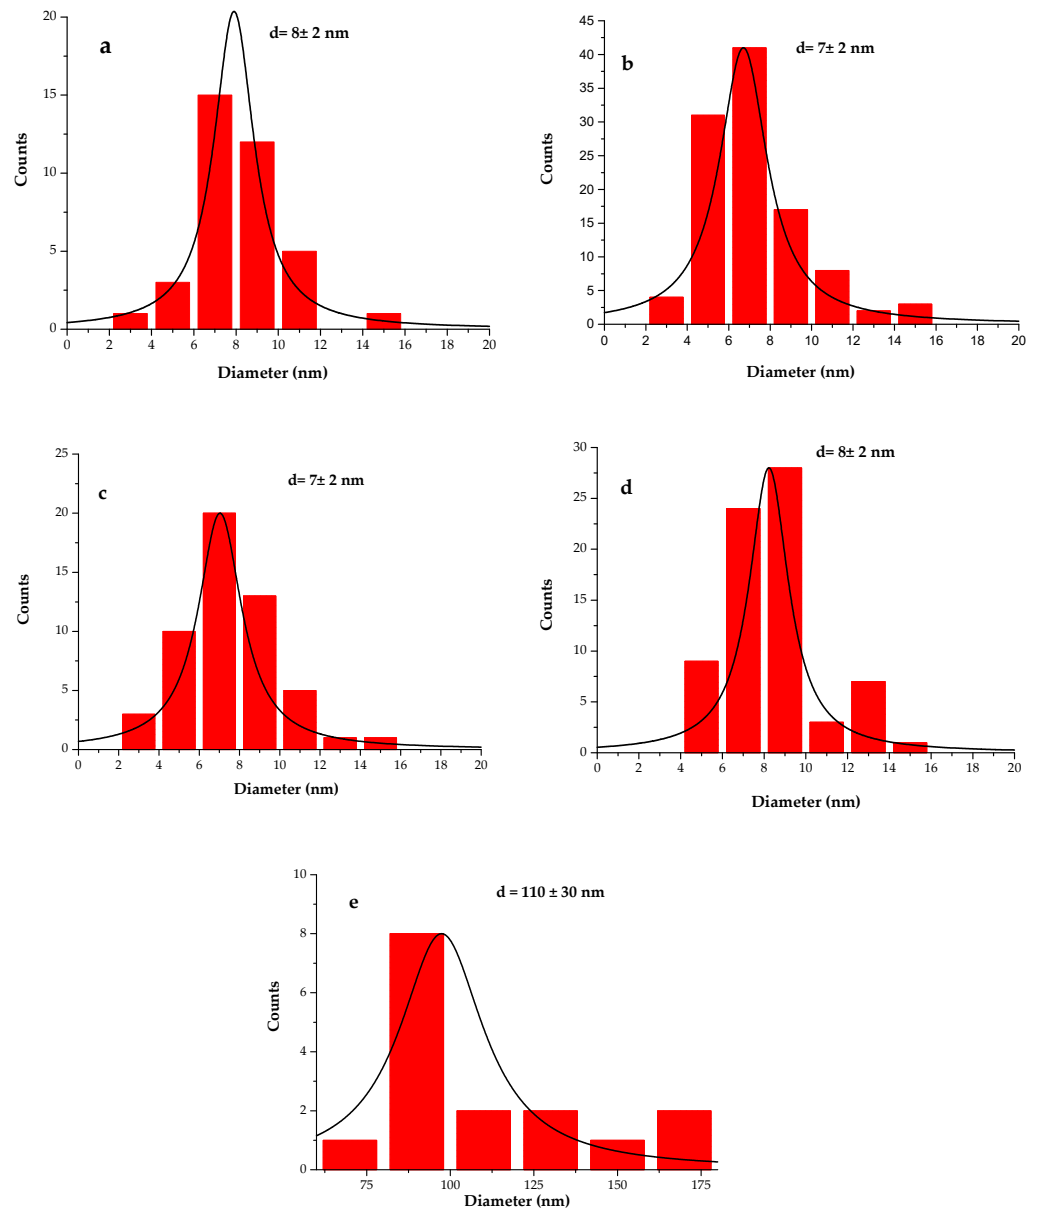 a
d= 8± 2 nm
Counts
20
15
10
5
0
0 2 4 6 8 10 12 14 16 18 20
Diameter (nm)
b
d= 7± 2 nm
Counts
45
40
35
30
25
20
15
10
5
0
0 2 4 6 8 10 12 14 16 18 20
Diameter (nm)
c
d= 7± 2 nm
Counts
25
20
15
10
5
0
0 2 4 6 8 10 12 14 16 18 20
Diameter (nm)
d
d= 8± 2 nm
Counts
30
25
20
15
10
5
0
0 2 4 6 8 10 12 14 16 18 20
Diameter (nm)
e
d = 110 ± 30 nm
Counts
10
8
6
4
2
0
75 100 125 150 175
Diameter (nm)